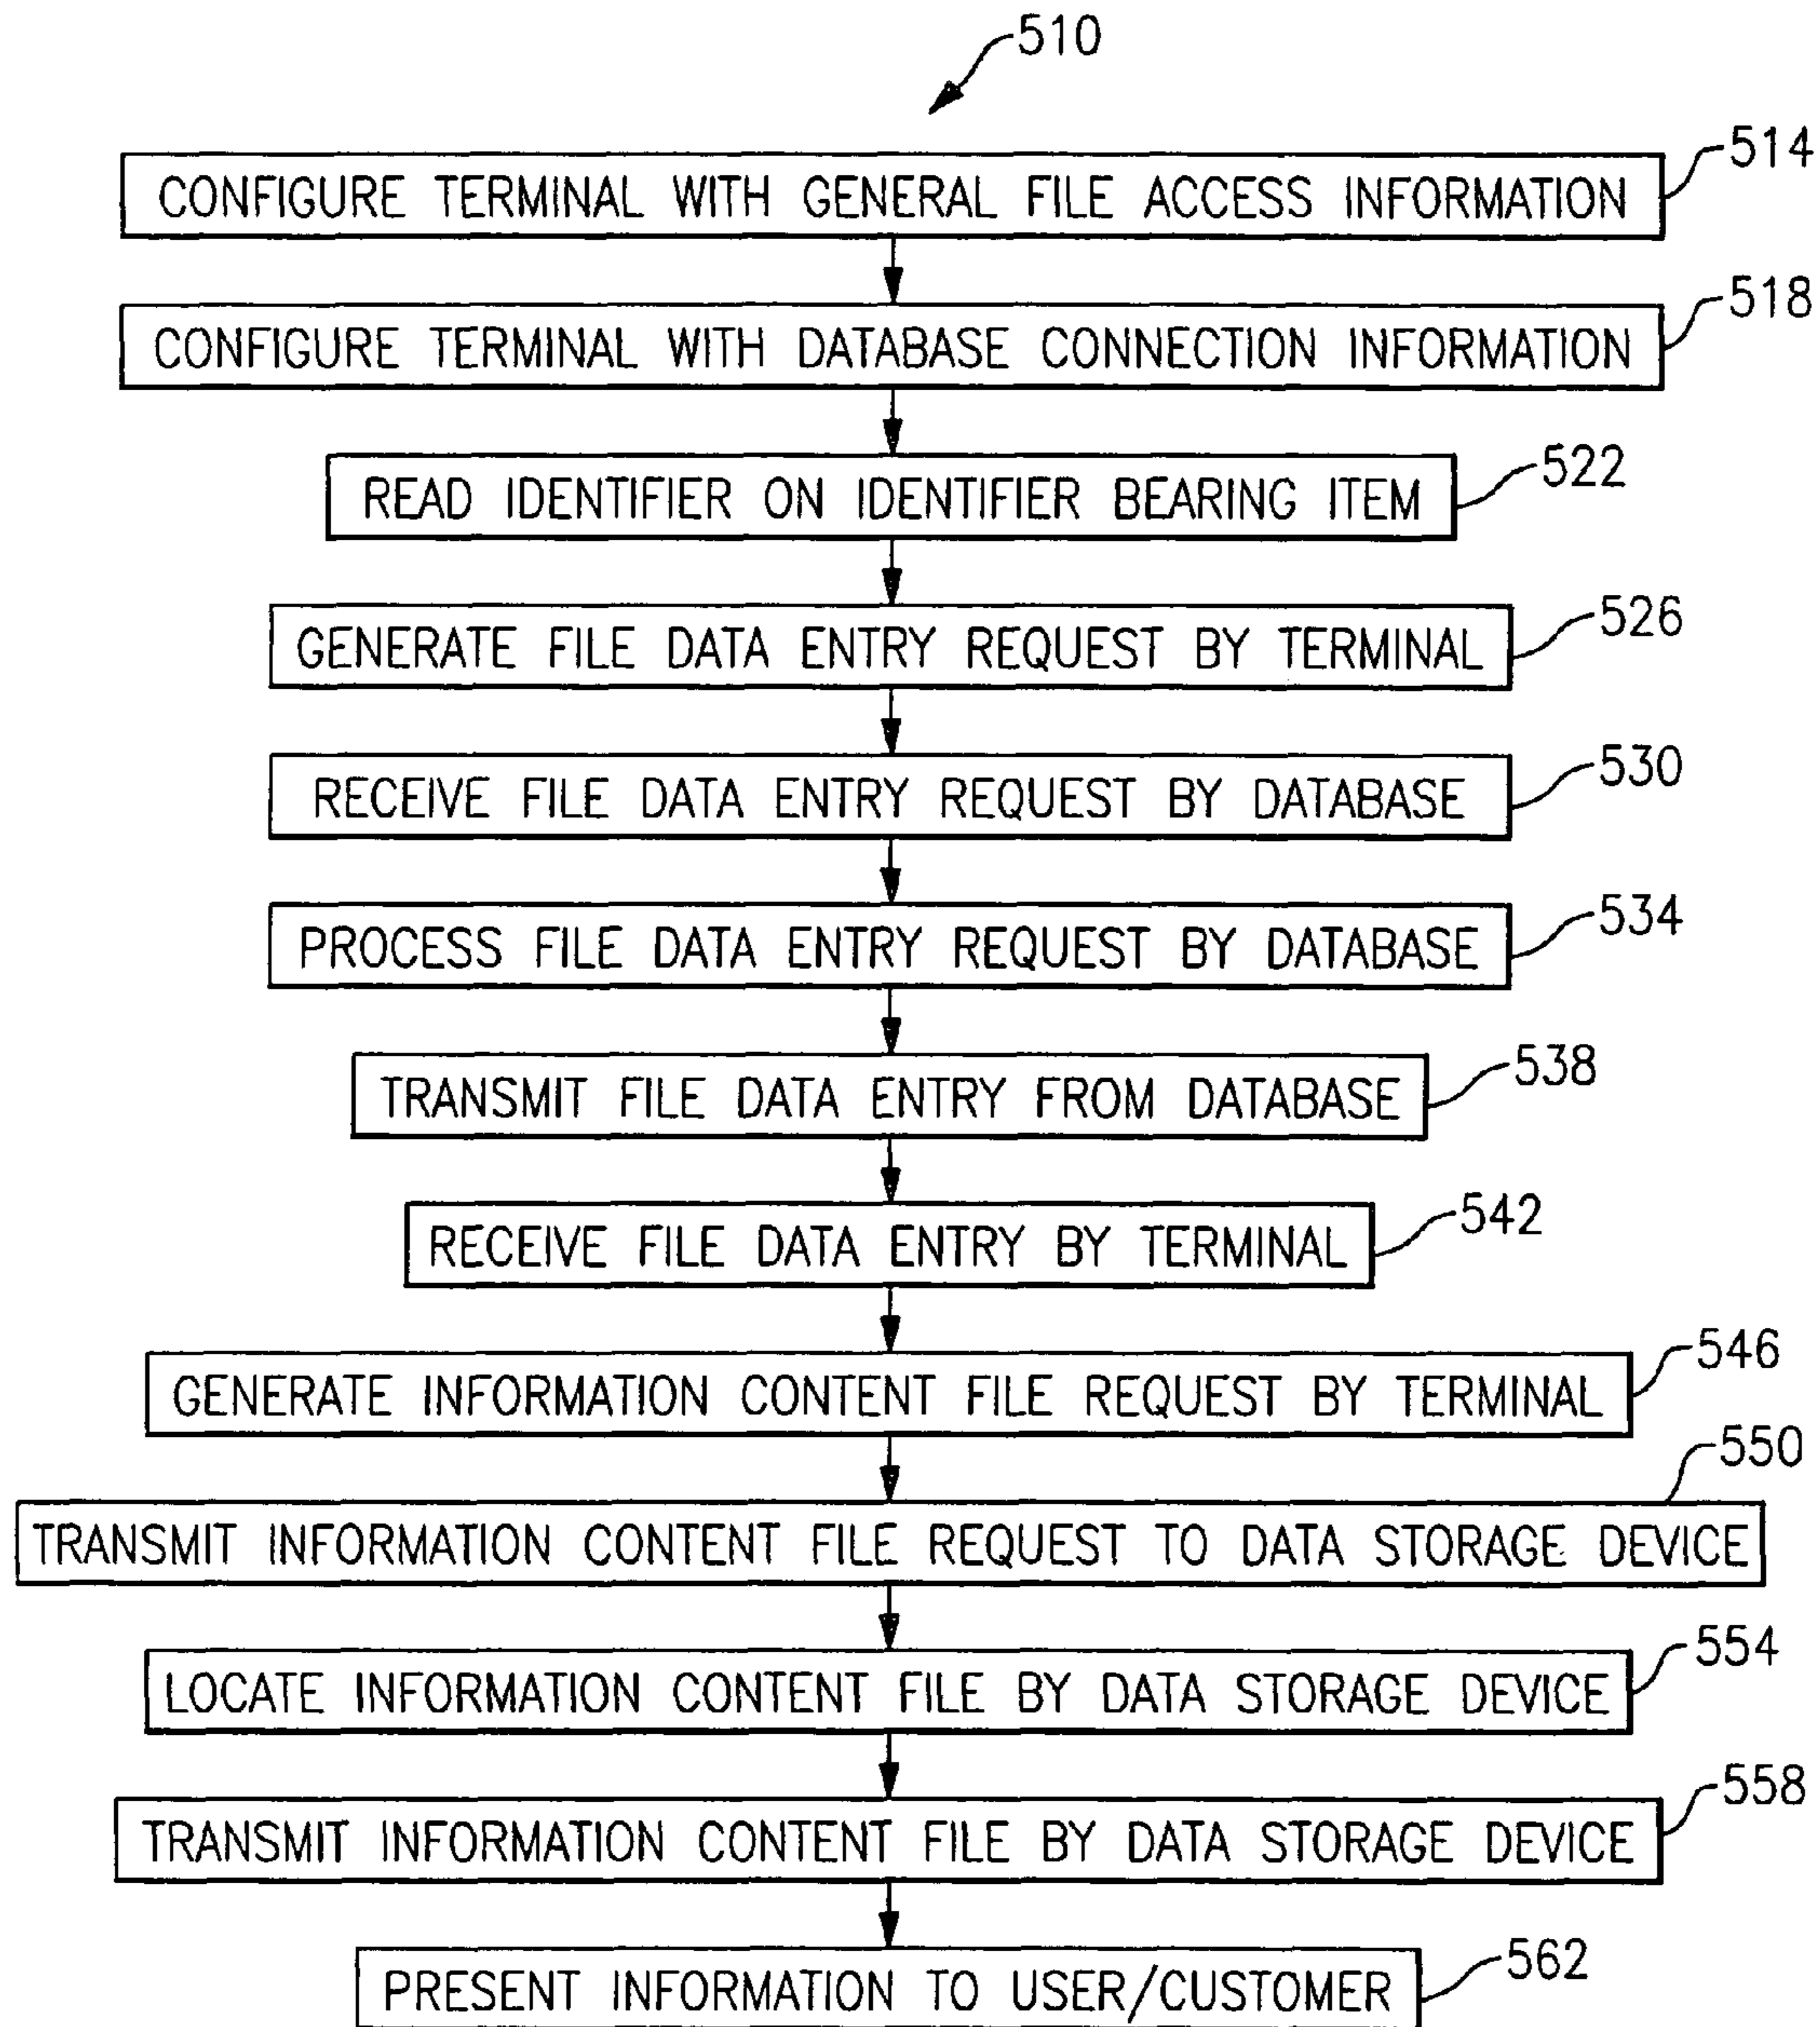 510
CONFIGURE TERMINAL WITH GENERAL FILE ACCESS INFORMATION 514
CONFIGURE TERMINAL WITH DATABASE CONNECTION INFORMATION 518
READ IDENTIFIER ON IDENTIFIER BEARING ITEM 522
GENERATE FILE DATA ENTRY REQUEST BY TERMINAL 526
RECEIVE FILE DATA ENTRY REQUEST BY DATABASE 530
PROCESS FILE DATA ENTRY REQUEST BY DATABASE 534
TRANSMIT FILE DATA ENTRY FROM DATABASE 538
RECEIVE FILE DATA ENTRY BY TERMINAL 542
GENERATE INFORMATION CONTENT FILE REQUEST BY TERMINAL 546
TRANSMIT INFORMATION CONTENT FILE REQUEST TO DATA STORAGE DEVICE 550
LOCATE INFORMATION CONTENT FILE BY DATA STORAGE DEVICE 554
TRANSMIT INFORMATION CONTENT FILE BY DATA STORAGE DEVICE 558
PRESENT INFORMATION TO USER/CUSTOMER 562